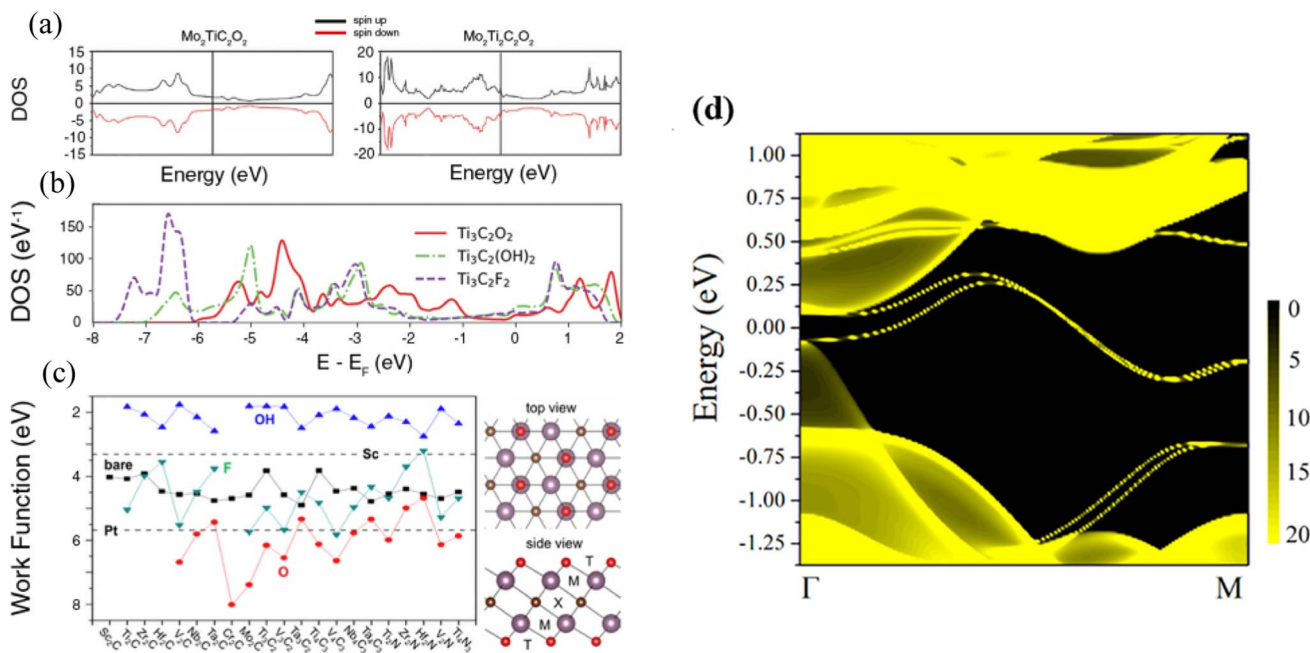 (a)
spin up
spin down
Mo₂TiC₂O₂
Mo₂Ti₂C₂O₂
DOS
15
10
5
0
-5
-10
15
20
10
0
-10
-20
Energy (eV)
Energy (eV)
(b)
DOS (eV⁻¹)
150
100
50
0
Ti₃C₂O₂
Ti₃C₂(OH)₂
Ti₃C₂F₂
-8 -7 -6 -5 -4 -3 -2 -1 0 1 2
E - E_F (eV)
(c)
Work Function (eV)
2
4
6
8
OH
Sc
bare
F
Pt
O
Sc₂C Ti₂C Zr₂C Hf₂C V₂C Nb₂C Ta₂C Cr₂C Mo₂C Ti₃C₂ V₃C₂ Ta₃C₂ Ti₄C₃ V₄C₃ Nb₄C₃ Ta₄C₃ Ti₂N Zr₂N Hf₂N V₂N Ti₄N₃
top view
side view
T
M
X
M
T
(d)
Energy (eV)
1.00
0.75
0.50
0.25
0.00
-0.25
-0.50
-0.75
-1.00
-1.25
Γ M
0
5
10
15
20